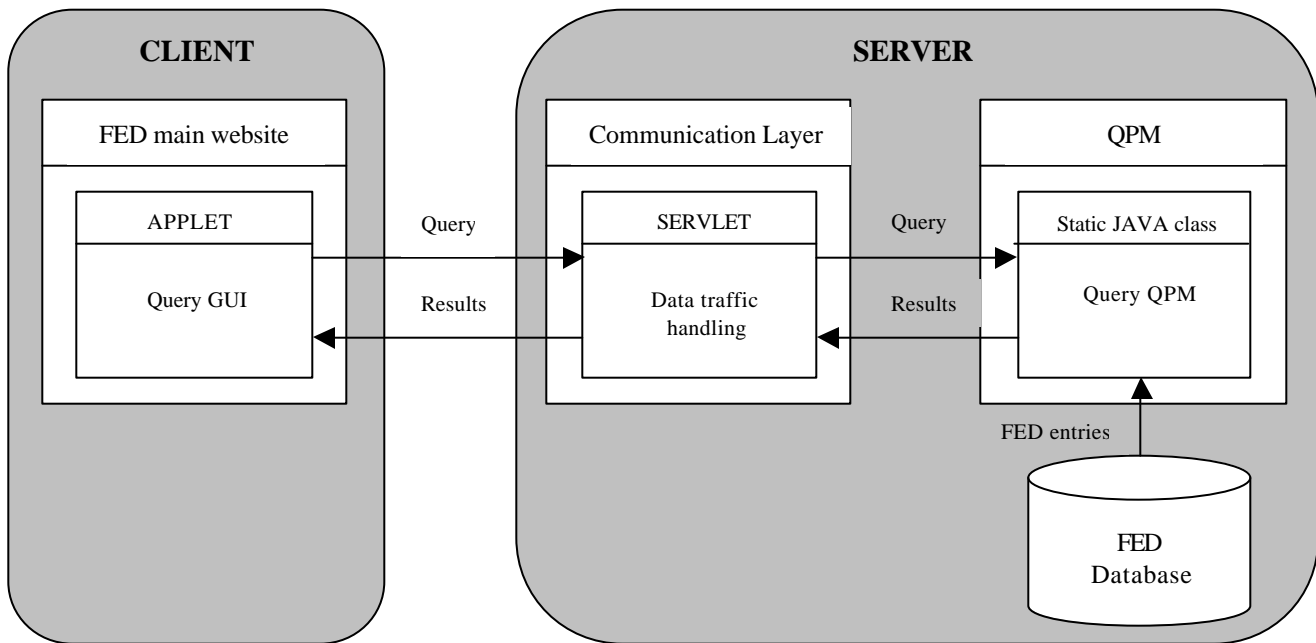 CLIENT
SERVER
FED main website
Communication Layer
QPM
APPLET
Query
SERVLET
Query
Static JAVA class
Query GUI
Results
Data traffic
handling
Results
Query QPM
FED entries
FED
Database